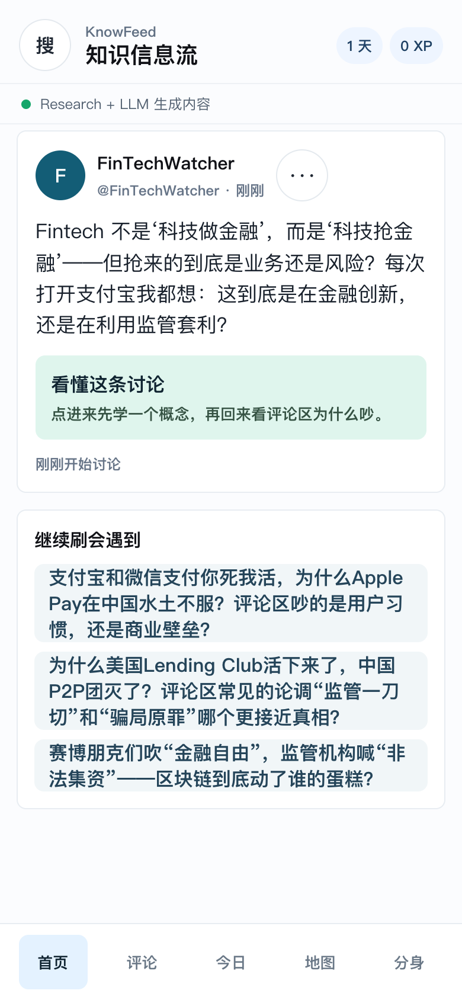 搜
KnowFeed
知识信息流
1 天
0 XP
Research + LLM 生成内容
F
FinTechWatcher
@FinTechWatcher · 刚刚
···
Fintech 不是‘科技做金融’，而是‘科技抢金
融’——但抢来的到底是业务还是风险？每次
打开支付宝我都想：这到底是在金融创新，
还是在利用监管套利？
看懂这条讨论
点进来先学一个概念，再回来看评论区为什么吵。
刚刚开始讨论
继续刷会遇到
支付宝和微信支付你死我活，为什么Apple
Pay在中国水土不服？评论区吵的是用户习
惯，还是商业壁垒？
为什么美国Lending Club活下来了，中国
P2P团灭了？评论区常见的论调“监管一刀
切”和“骗局原罪”哪个更接近真相？
赛博朋克们吹“金融自由”，监管机构喊“非
法集资”——区块链到底动了谁的蛋糕？
首页
评论
今日
地图
分身